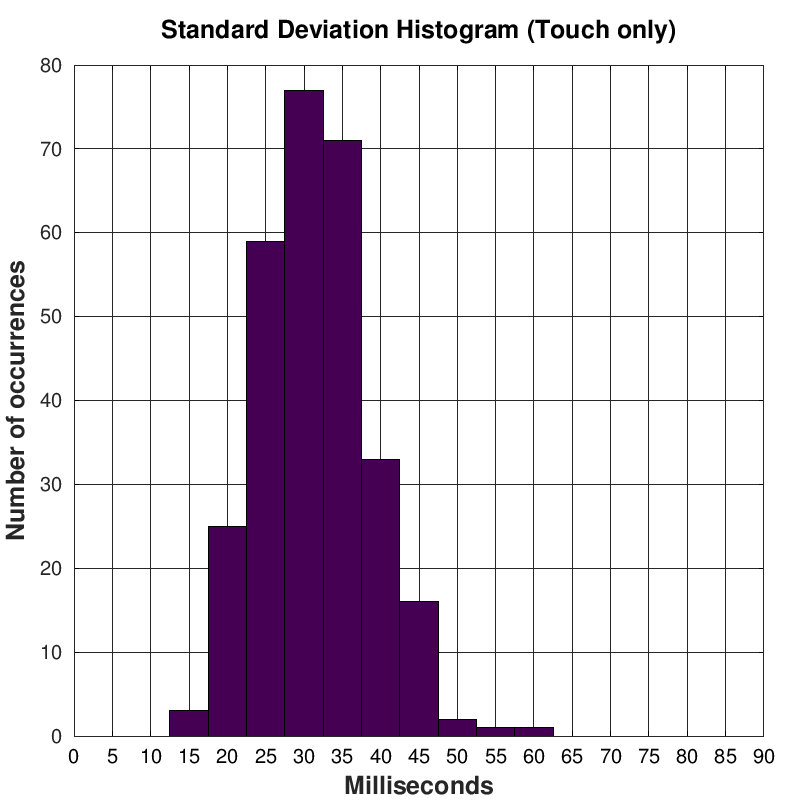 Standard Deviation Histogram (Touch only)
80
70
60
50
40
30
20
10
0
Number of occurrences
0 5 10 15 20 25 30 35 40 45 50 55 60 65 70 75 80 85 90
Milliseconds